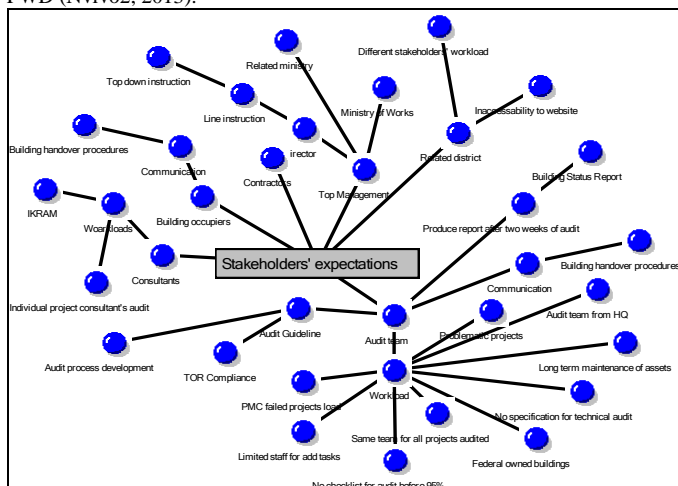 PWD (Nvivo2, 2013).
Different stakeholders' workload
Related ministry
Top down instruction
Line instruction
Ministry of Works
Inaccessability to website
irector
Related district
Building handover procedures
Communication
Contractors
Top Management
Building Status Report
IKRAM
Woarkloads
Building occupiers
Produce report after two weeks of audit
Consultants
Stakeholders' expectations
Building handover procedures
Communication
Individual project consultant's audit
Audit Guideline
Audit team
Problematic projects
Audit team from HQ
Audit process development
TOR Compliance
Long term maintenance of assets
PMC failed projects load
Workload
No specification for technical audit
Same team for all projects audited
Limited staff for add tasks
Federal owned buildings
No checklist for audit before 95%